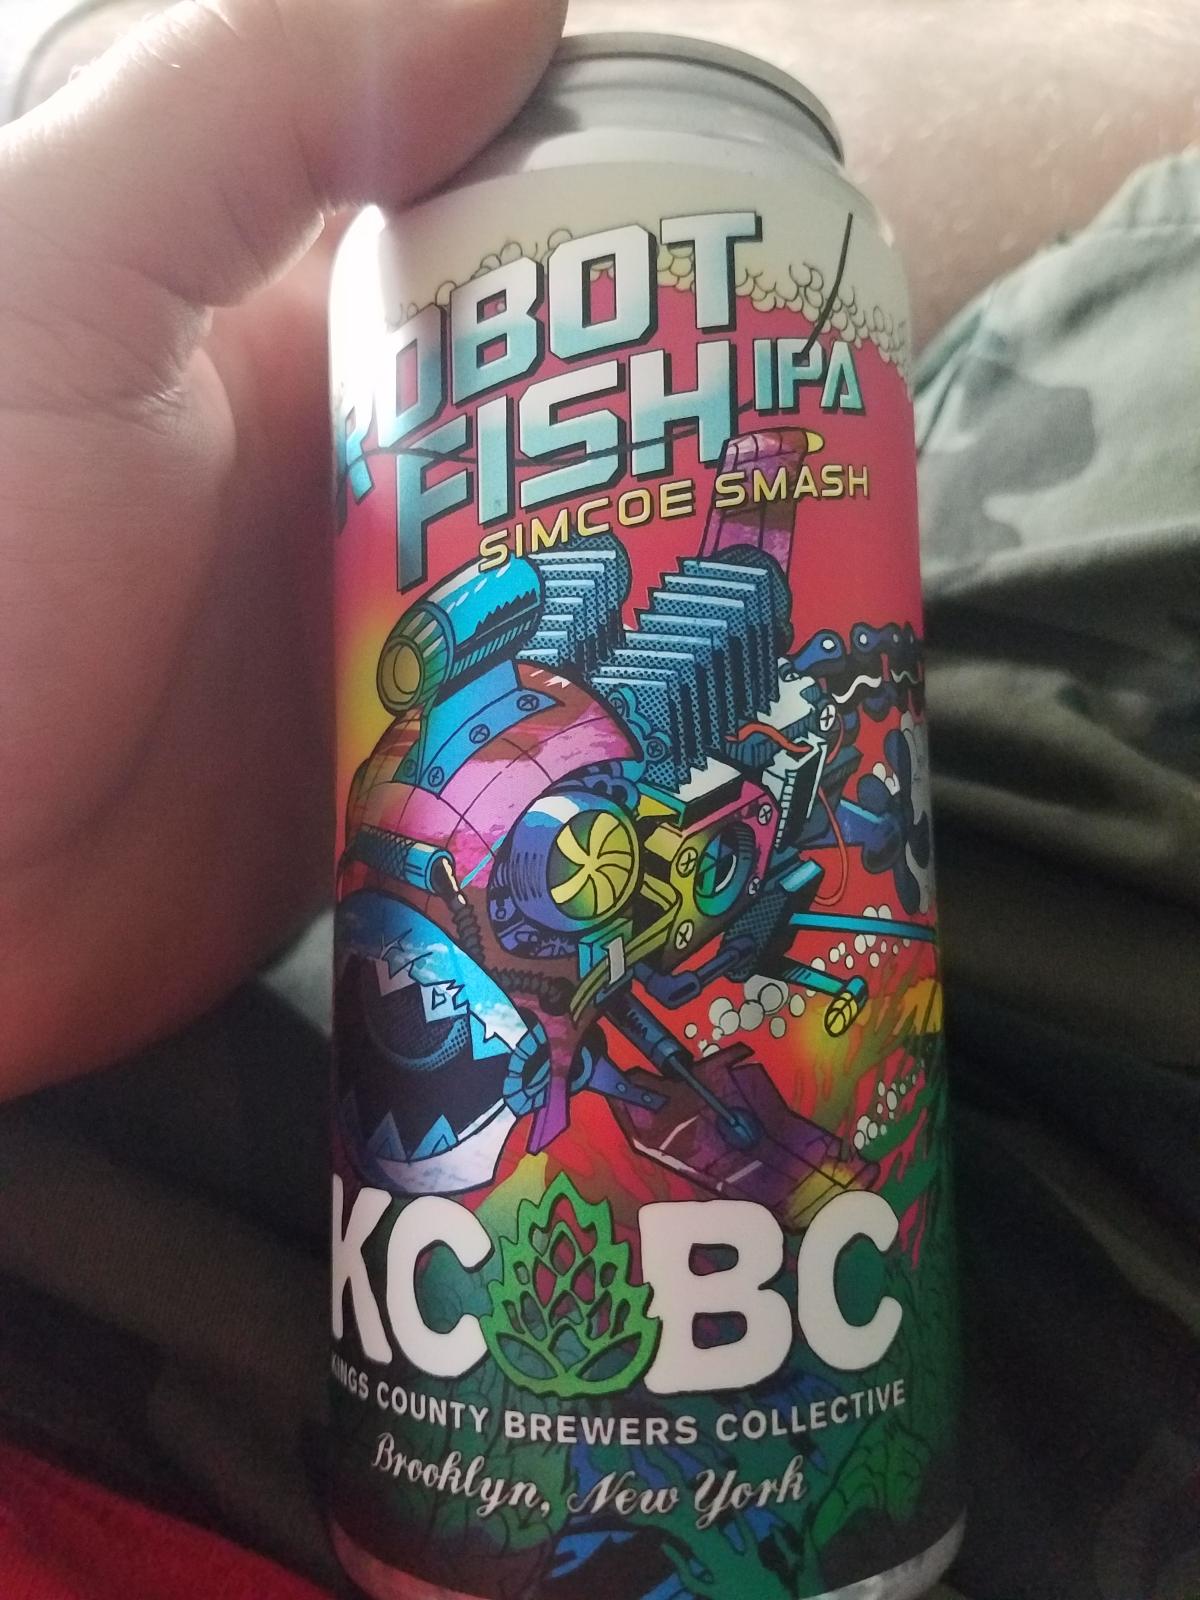 ROBOT
FISH IPA
SIMCOE SMASH
KC BC
KINGS COUNTY BREWERS COLLECTIVE
Brooklyn, New York